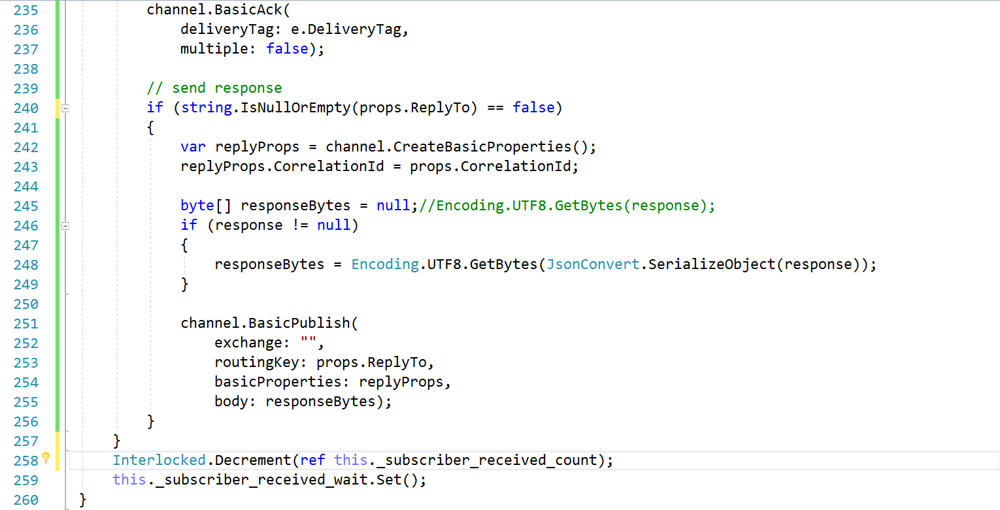 235 channel.BasicAck(
236 deliveryTag: e.DeliveryTag,
237 multiple: false);
238
239 // send response
240 if (string.IsNullOrEmpty(props.ReplyTo) == false)
241 {
242 var replyProps = channel.CreateBasicProperties();
243 replyProps.CorrelationId = props.CorrelationId;
244
245 byte[] responseBytes = null;//Encoding.UTF8.GetBytes(response);
246 if (response != null)
247 {
248 responseBytes = Encoding.UTF8.GetBytes(JsonConvert.SerializeObject(response));
249 }
250
251 channel.BasicPublish(
252 exchange: "",
253 routingKey: props.ReplyTo,
254 basicProperties: replyProps,
255 body: responseBytes);
256 }
257 }
258 Interlocked.Decrement(ref this._subscriber_received_count);
259 this._subscriber_received_wait.Set();
260 }